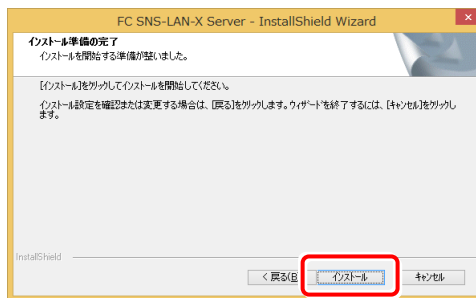 FC SNS-LAN-X Server - InstallShield Wizard
インストール準備の完了
インストールを開始する準備が整いました。
[インストール]をクリックしてインストールを開始してください。
インストール設定を確認または変更する場合は、[戻る]をクリックします。ウィザードを終了するには、[キャンセル]をクリックし
ます。
InstallShield
< 戻る(B
インストール
キャンセル